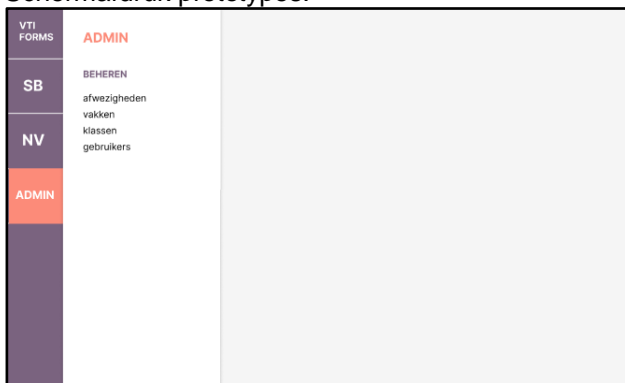 Schermafdruk prototypes:
VTI
FORMS
SB
NV
ADMIN
ADMIN
BEHEREN
afwezigheden
vakken
klassen
gebruikers